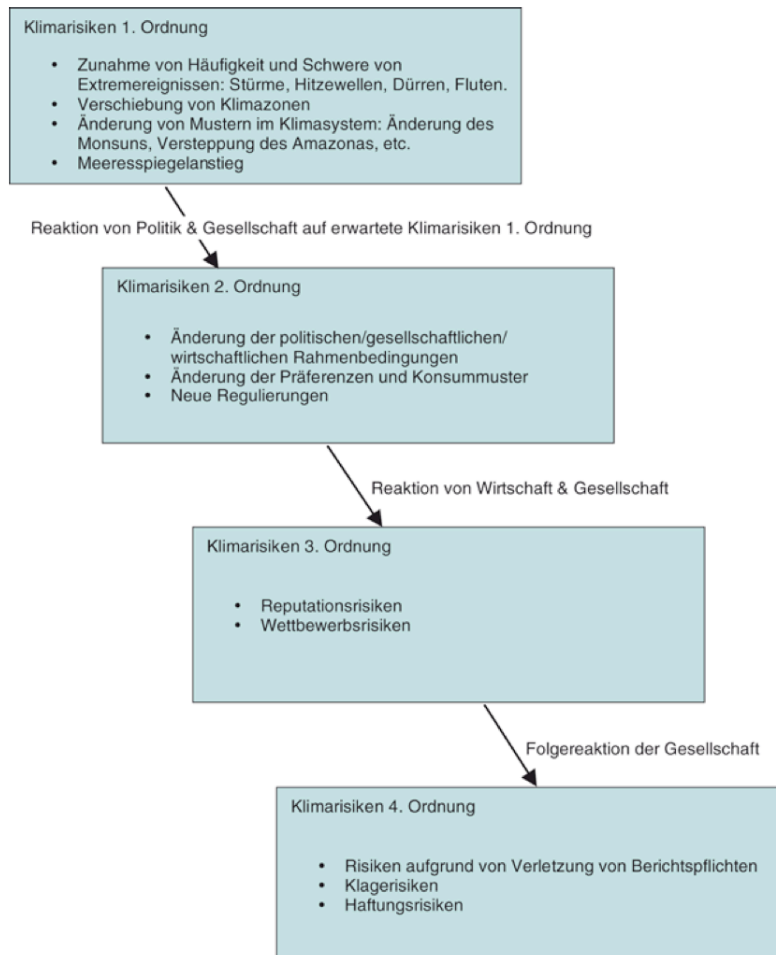 Klimarisiken 1. Ordnung
• Zunahme von Häufigkeit und Schwere von
Extremereignissen: Stürme, Hitzewellen, Dürren, Fluten.
• Verschiebung von Klimazonen
• Änderung von Mustern im Klimasystem: Änderung des
Monsuns, Versteppung des Amazonas, etc.
• Meeresspiegelanstieg
Reaktion von Politik & Gesellschaft auf erwartete Klimarisiken 1. Ordnung
Klimarisiken 2. Ordnung
• Änderung der politischen/gesellschaftlichen/
wirtschaftlichen Rahmenbedingungen
• Änderung der Präferenzen und Konsummuster
• Neue Regulierungen
Reaktion von Wirtschaft & Gesellschaft
Klimarisiken 3. Ordnung
• Reputationsrisiken
• Wettbewerbsrisiken
Folgereaktion der Gesellschaft
Klimarisiken 4. Ordnung
• Risiken aufgrund von Verletzung von Berichtspflichten
• Klagerisiken
• Haftungsrisiken